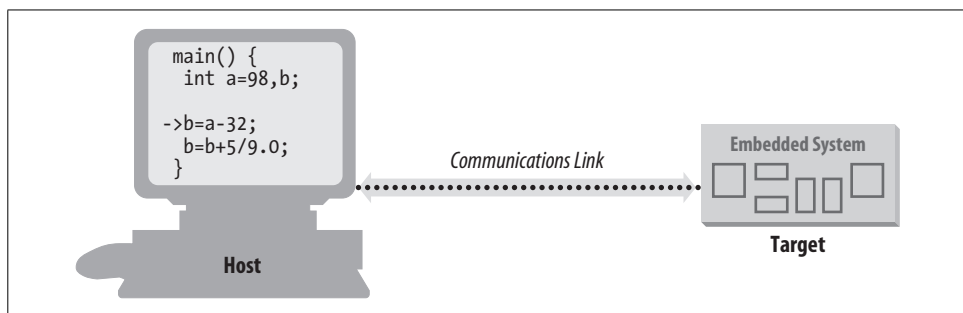 main() {
int a=98,b;
->b=a-32;
b=b+5/9.0;
}
Host
Communications Link
Embedded System
Target